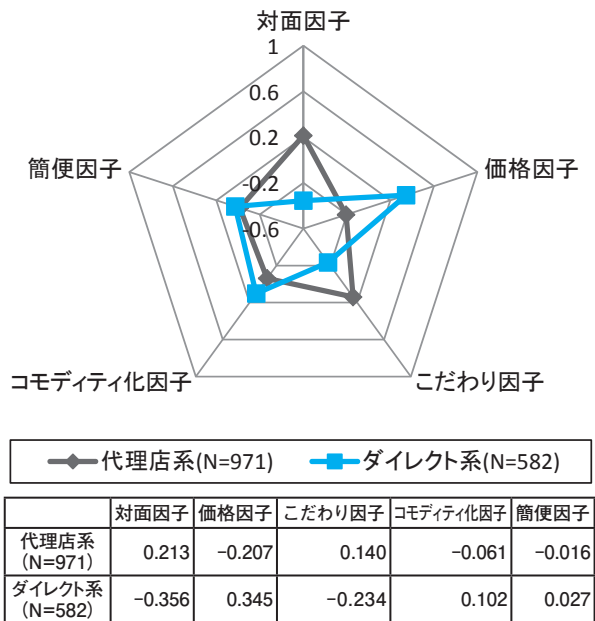 対面因子
1
0.6
0.2
-0.2
-0.6
価格因子
簡便因子
コモディティ化因子
こだわり因子
代理店系(N=971) ダイレクト系(N=582)
対面因子 価格因子 こだわり因子 コモディティ化因子 簡便因子
代理店系
(N=971) 0.213 −0.207 0.140 −0.061 −0.016
ダイレクト系
(N=582) −0.356 0.345 −0.234 0.102 0.027